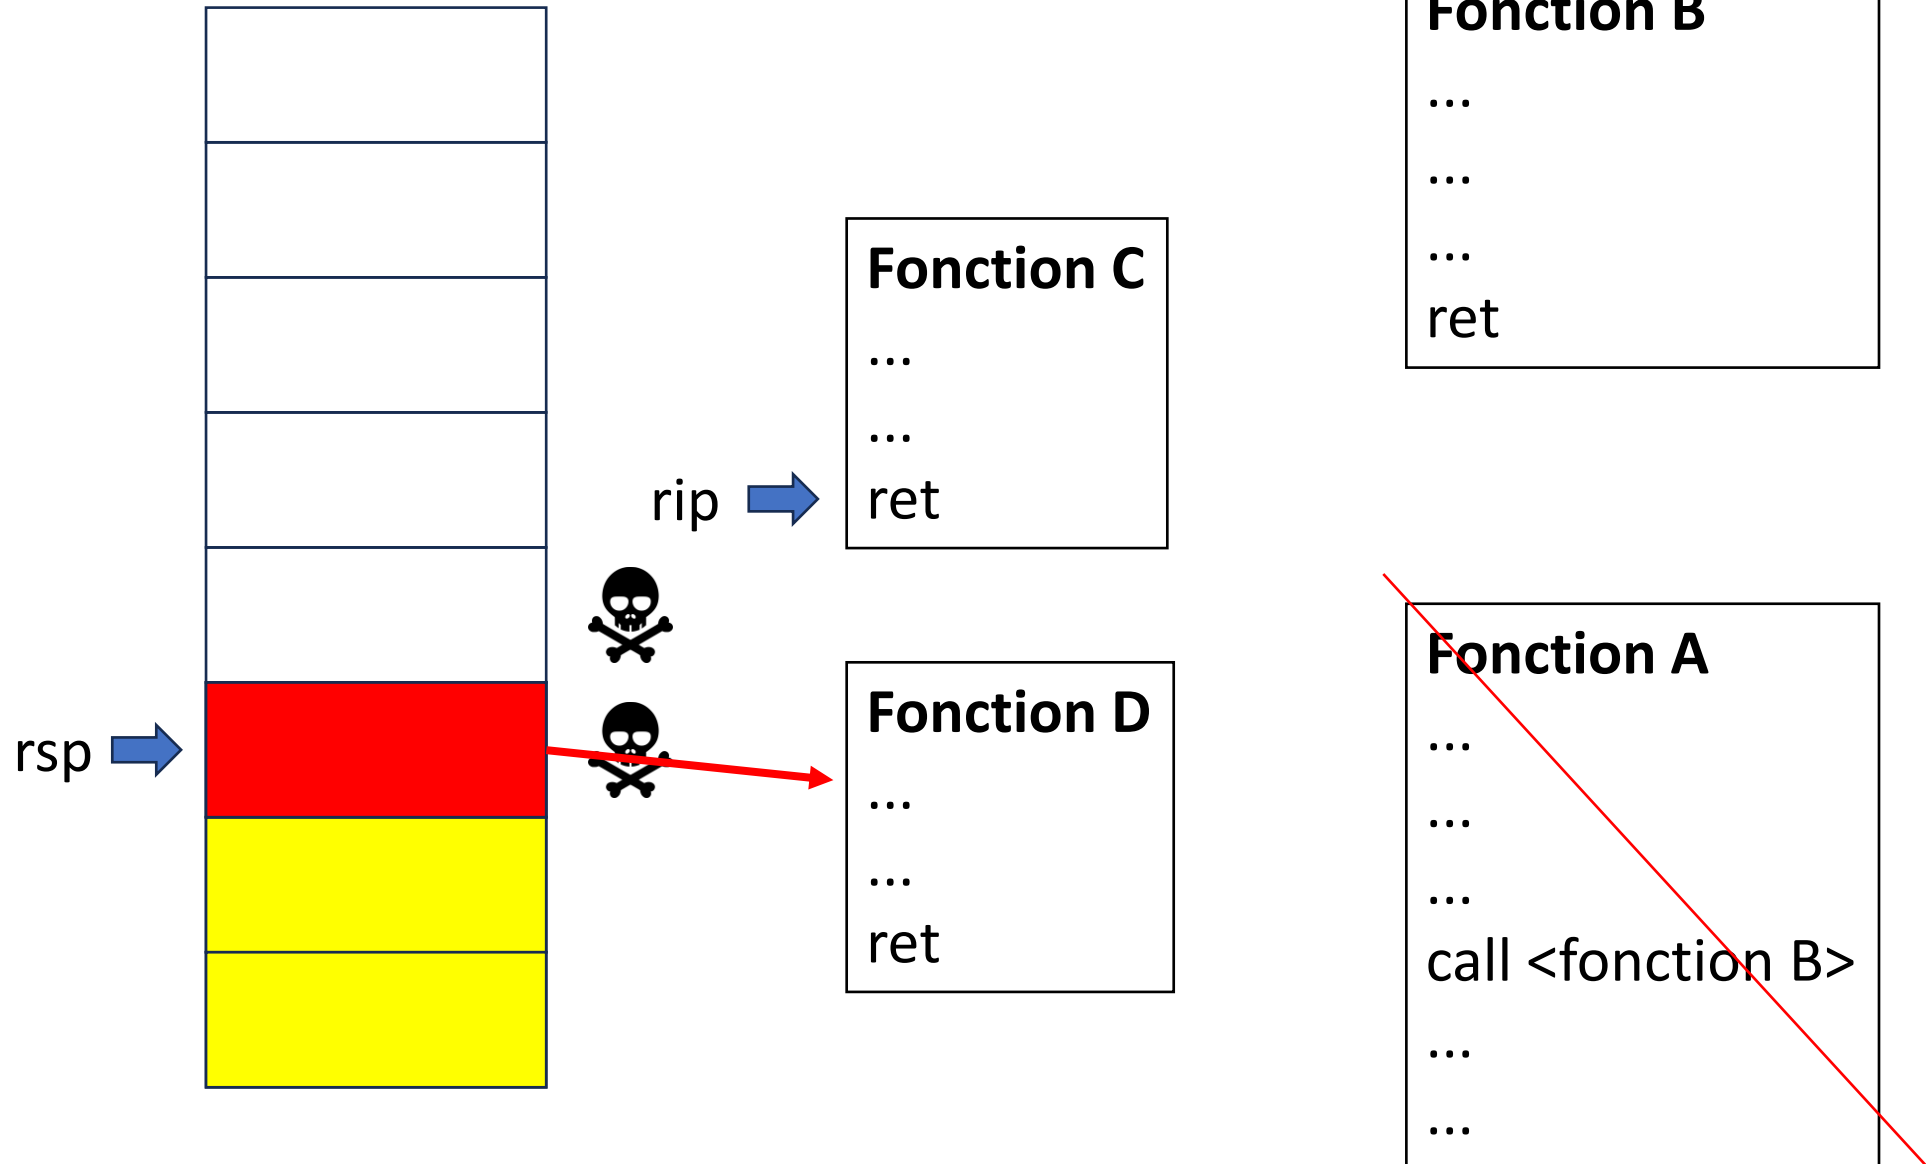 Fonction B
...
...
...
ret
Fonction C
...
...
rip
ret
rsp
Fonction D
...
...
ret
Fonction A
...
...
...
call <fonction B>
...
...